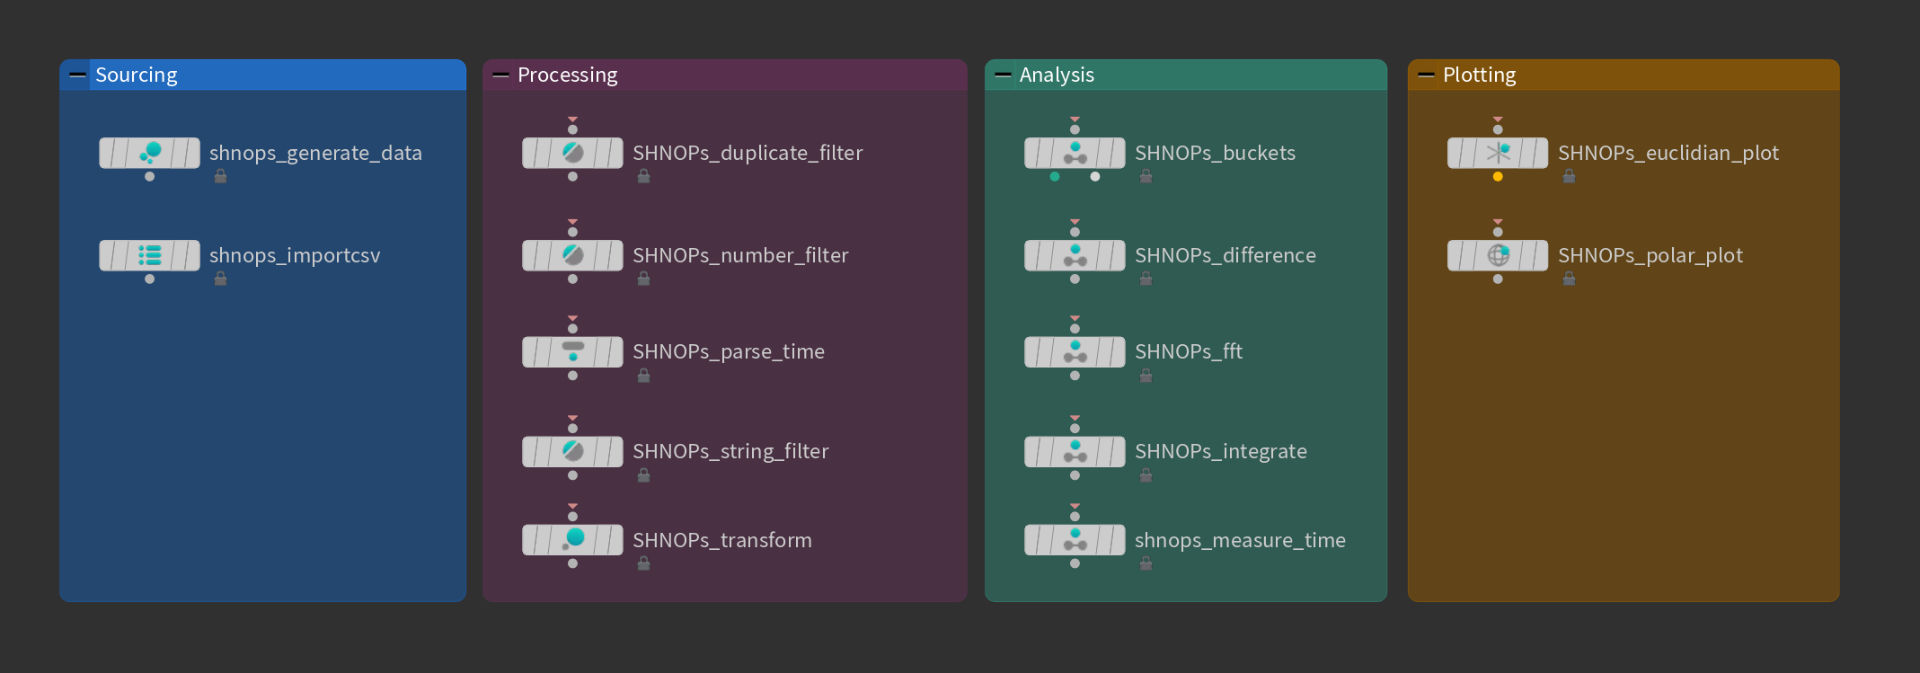 Sourcing
shnops_generate_data
shnops_importcsv
Processing
SHNOPs_duplicate_filter
SHNOPs_number_filter
SHNOPs_parse_time
SHNOPs_string_filter
SHNOPs_transform
Analysis
SHNOPs_buckets
SHNOPs_difference
SHNOPs_fft
SHNOPs_integrate
shnops_measure_time
Plotting
SHNOPs_euclidian_plot
SHNOPs_polar_plot